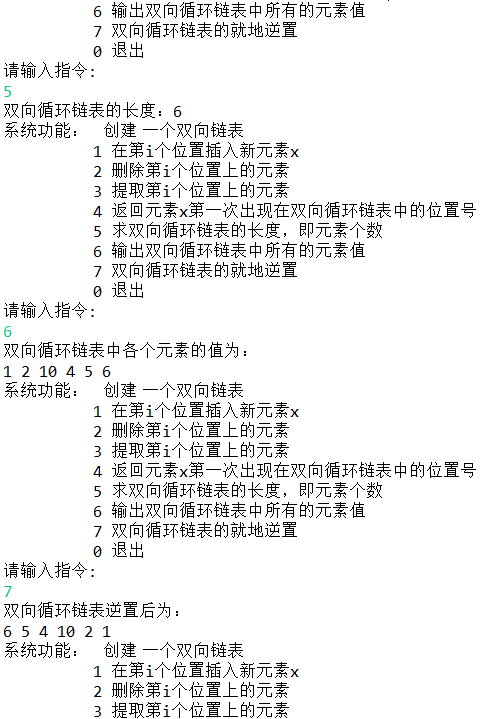 6 输出双向循环链表中所有的元素值
7 双向循环链表的就地逆置
0 退出
请输入指令:
5
双向循环链表的长度：6
系统功能： 创建 一个双向链表
1 在第i个位置插入新元素x
2 删除第i个位置上的元素
3 提取第i个位置上的元素
4 返回元素x第一次出现在双向循环链表中的位置号
5 求双向循环链表的长度，即元素个数
6 输出双向循环链表中所有的元素值
7 双向循环链表的就地逆置
0 退出
请输入指令:
6
双向循环链表中各个元素的值为：
1 2 10 4 5 6
系统功能： 创建 一个双向链表
1 在第i个位置插入新元素x
2 删除第i个位置上的元素
3 提取第i个位置上的元素
4 返回元素x第一次出现在双向循环链表中的位置号
5 求双向循环链表的长度，即元素个数
6 输出双向循环链表中所有的元素值
7 双向循环链表的就地逆置
0 退出
请输入指令:
7
双向循环链表逆置后为：
6 5 4 10 2 1
系统功能： 创建 一个双向链表
1 在第i个位置插入新元素x
2 删除第i个位置上的元素
3 提取第i个位置上的元素